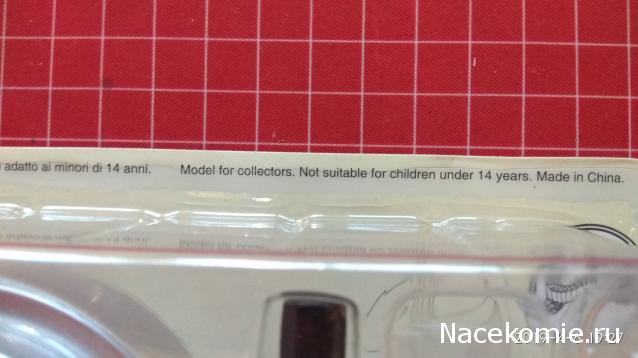 adatto ai minori di 14 anni. Model for collectors. Not suitable for children under 14 years. Made in China.
Nacekomie.ru